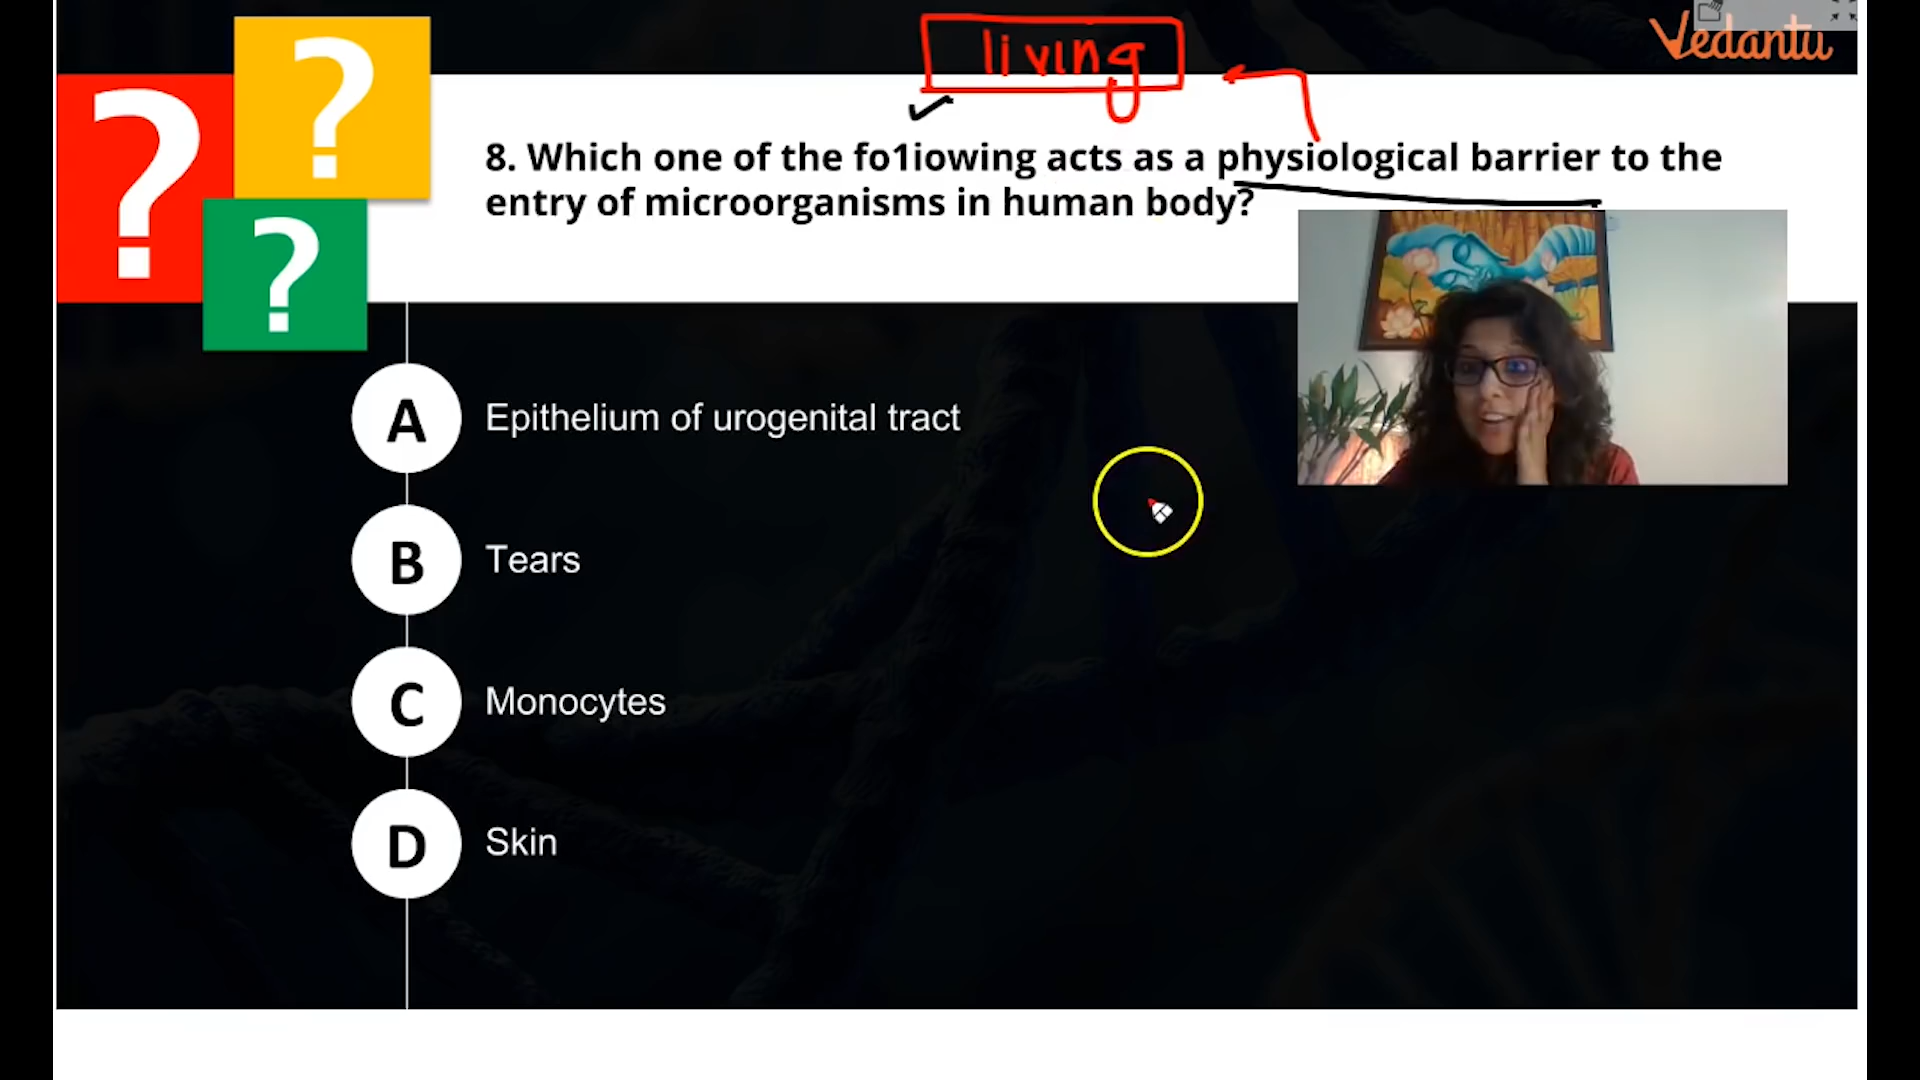 living
Vedantu
?
?
?
8. Which one of the fo1iowing acts as a physiological barrier to the
entry of microorganisms in human body?
A Epithelium of urogenital tract
B Tears
C Monocytes
D Skin